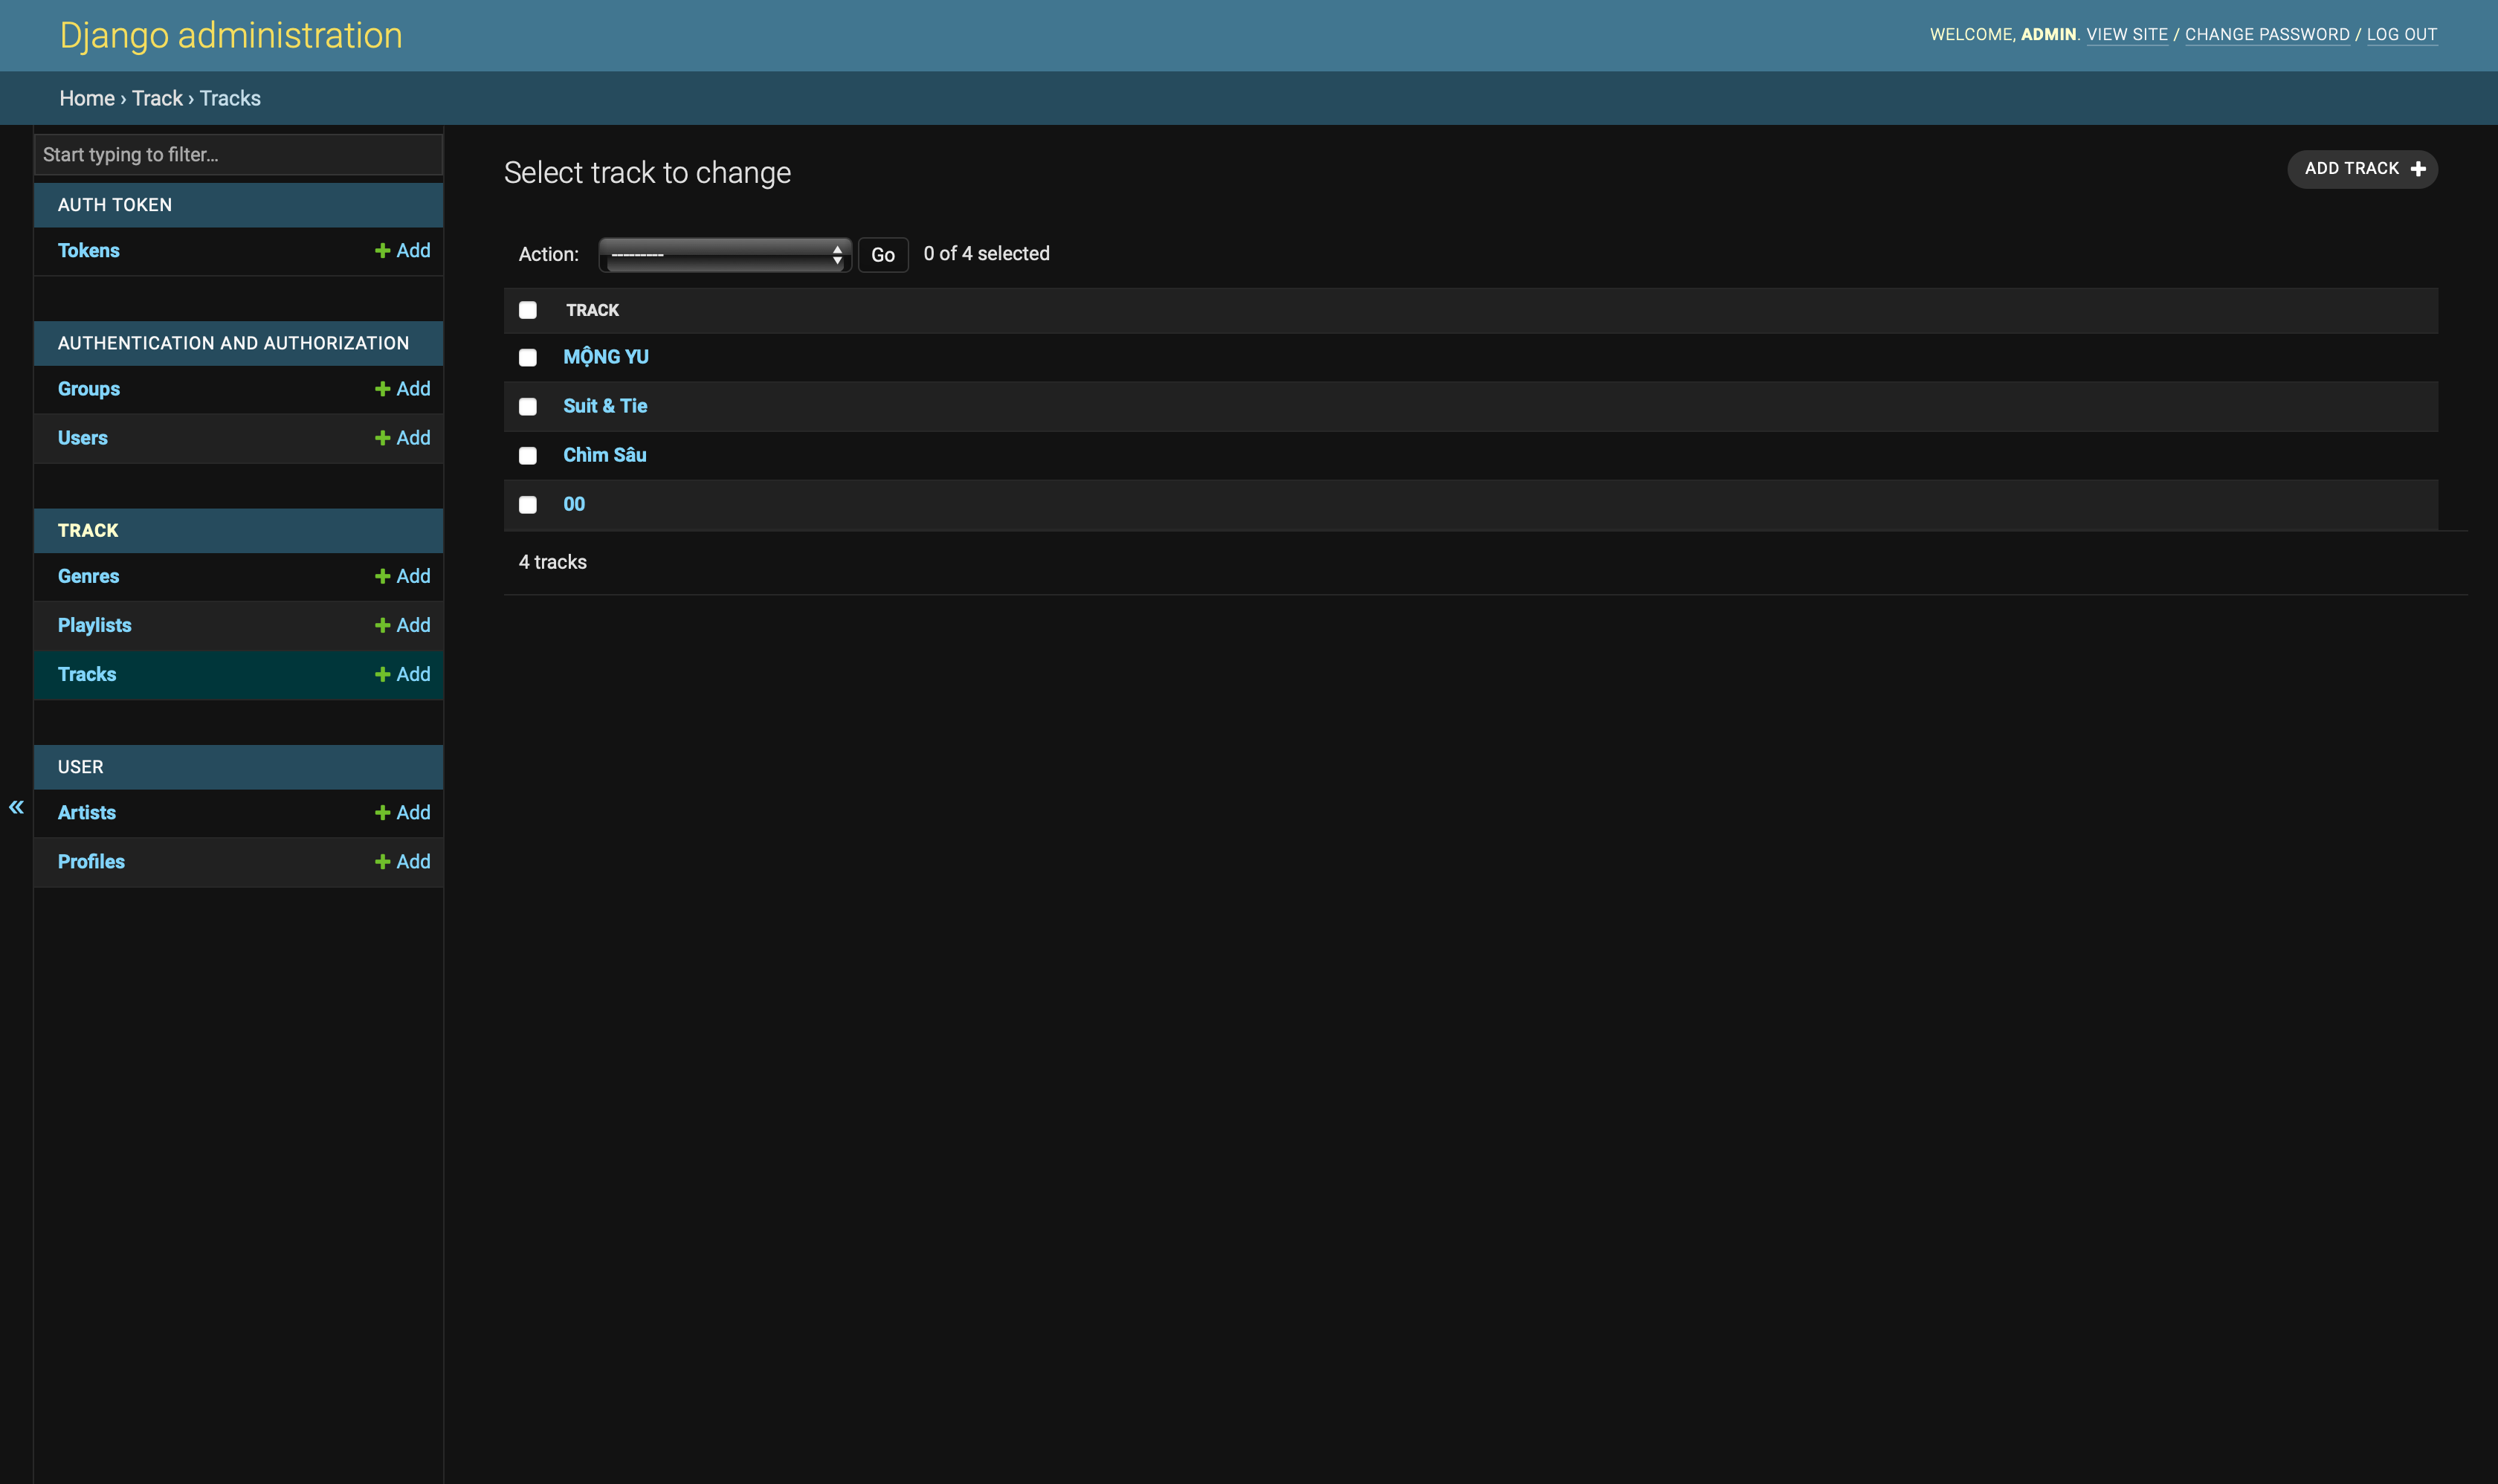 Django administration
WELCOME, ADMIN. VIEW SITE / CHANGE PASSWORD / LOG OUT
Home › Track › Tracks
Start typing to filter...
AUTH TOKEN
Tokens + Add
AUTHENTICATION AND AUTHORIZATION
Groups + Add
Users + Add
TRACK
Genres + Add
Playlists + Add
Tracks + Add
USER
Artists + Add
Profiles + Add
«
Select track to change
ADD TRACK +
Action: --------- Go 0 of 4 selected
TRACK
MỘNG YU
Suit & Tie
Chìm Sâu
00
4 tracks